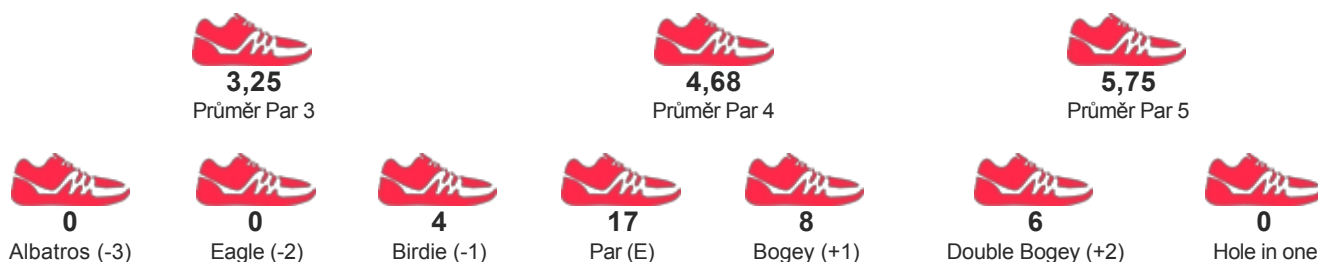 3,25 4,68 5,75
Průměr Par 3 Průměr Par 4 Průměr Par 5
0 0 4 17 8 6 0
Albatros (-3) Eagle (-2) Birdie (-1) Par (E) Bogey (+1) Double Bogey (+2) Hole in one